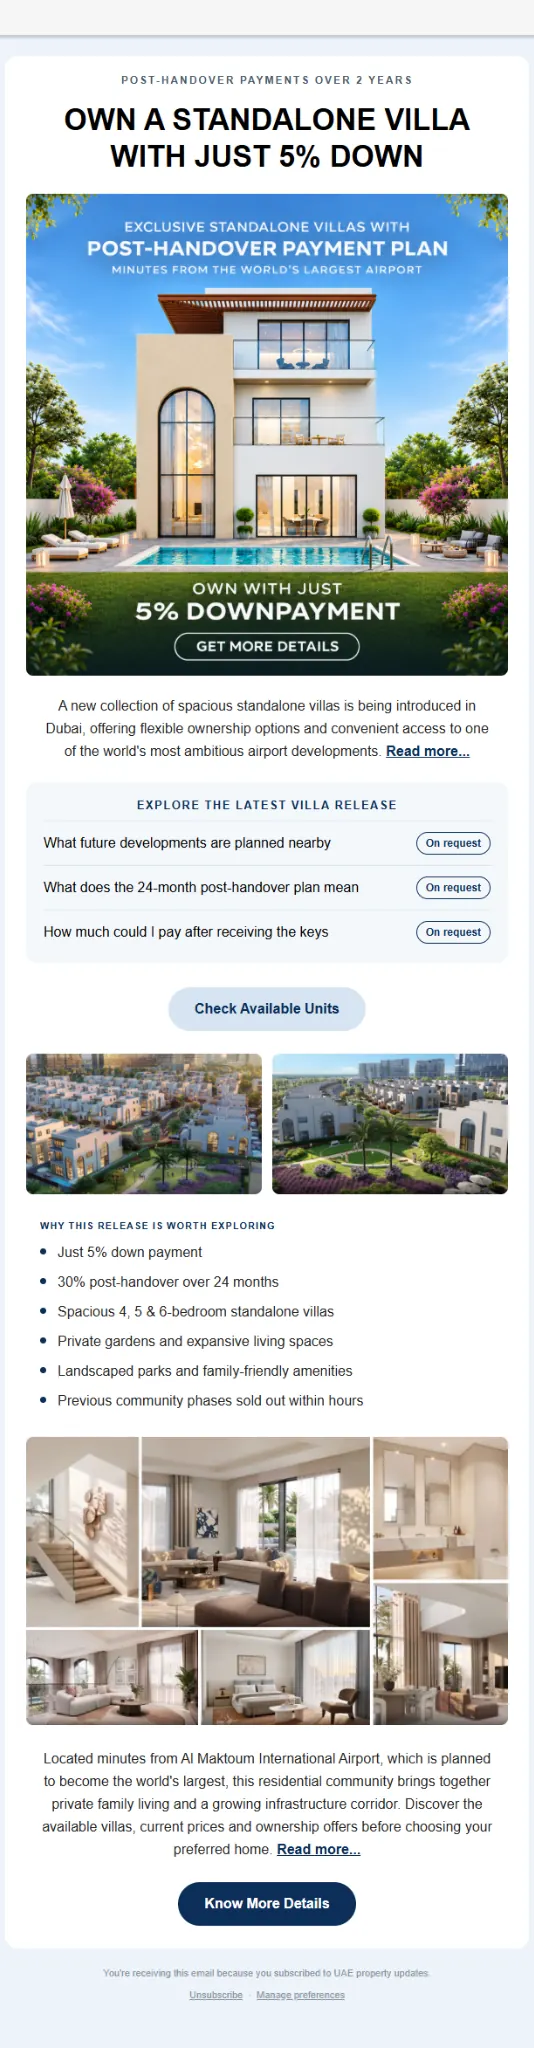 POST-HANDOVER PAYMENTS OVER 2 YEARS
OWN A STANDALONE VILLA
WITH JUST 5% DOWN
EXCLUSIVE STANDALONE VILLAS WITH
POST-HANDOVER PAYMENT PLAN
MINUTES FROM THE WORLD'S LARGEST AIRPORT
OWN WITH JUST
5% DOWNPAYMENT
GET MORE DETAILS
A new collection of spacious standalone villas is being introduced in
Dubai, offering flexible ownership options and convenient access to one
of the world's most ambitious airport developments. Read more...
EXPLORE THE LATEST VILLA RELEASE
What future developments are planned nearby On request
What does the 24-month post-handover plan mean On request
How much could I pay after receiving the keys On request
Check Available Units
WHY THIS RELEASE IS WORTH EXPLORING
• Just 5% down payment
• 30% post-handover over 24 months
• Spacious 4, 5 & 6-bedroom standalone villas
• Private gardens and expansive living spaces
• Landscaped parks and family-friendly amenities
• Previous community phases sold out within hours
Located minutes from Al Maktoum International Airport, which is planned
to become the world's largest, this residential community brings together
private family living and a growing infrastructure corridor. Discover the
available villas, current prices and ownership offers before choosing your
preferred home. Read more...
Know More Details
You're receiving this email because you subscribed to UAE property updates.
Unsubscribe · Manage preferences